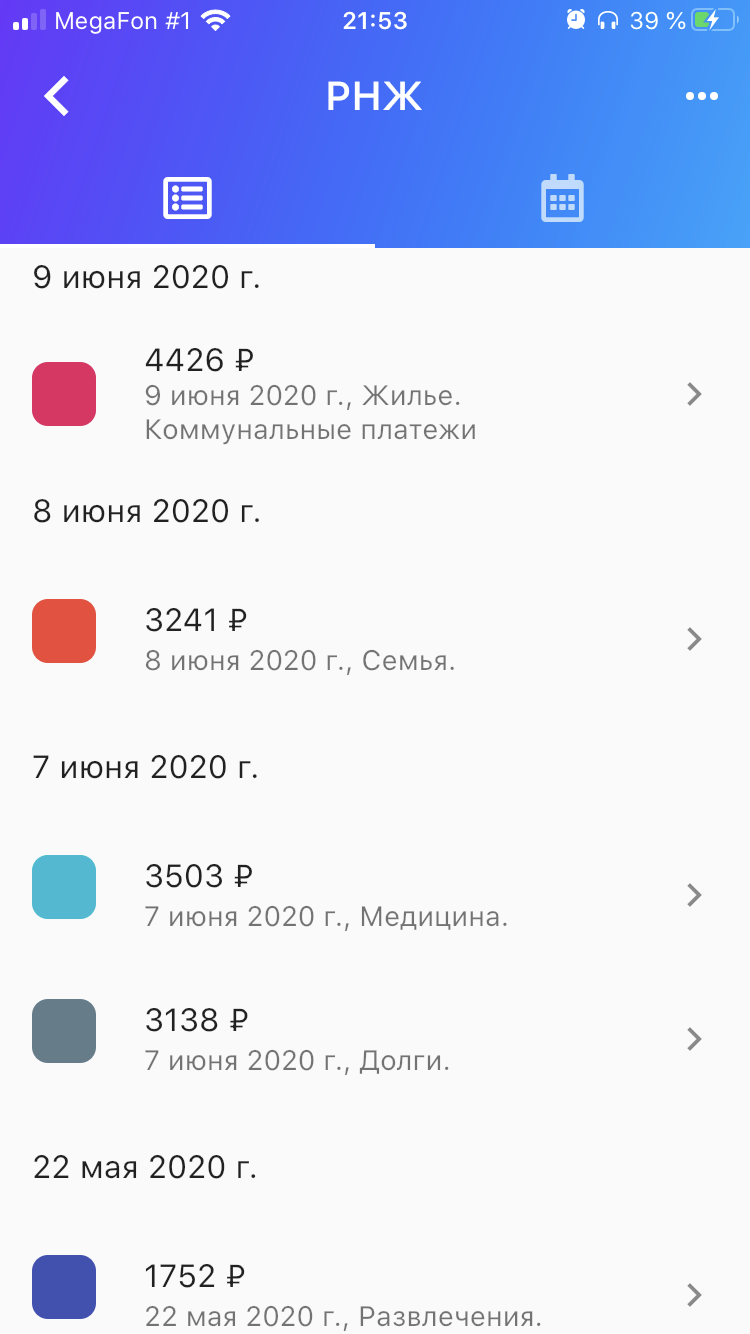 MegaFon #1 21:53 39 %
РНЖ
9 июня 2020 г.
4426 ₽
9 июня 2020 г., Жилье.
Коммунальные платежи
8 июня 2020 г.
3241 ₽
8 июня 2020 г., Семья.
7 июня 2020 г.
3503 ₽
7 июня 2020 г., Медицина.
3138 ₽
7 июня 2020 г., Долги.
22 мая 2020 г.
1752 ₽
22 мая 2020 г., Развлечения.